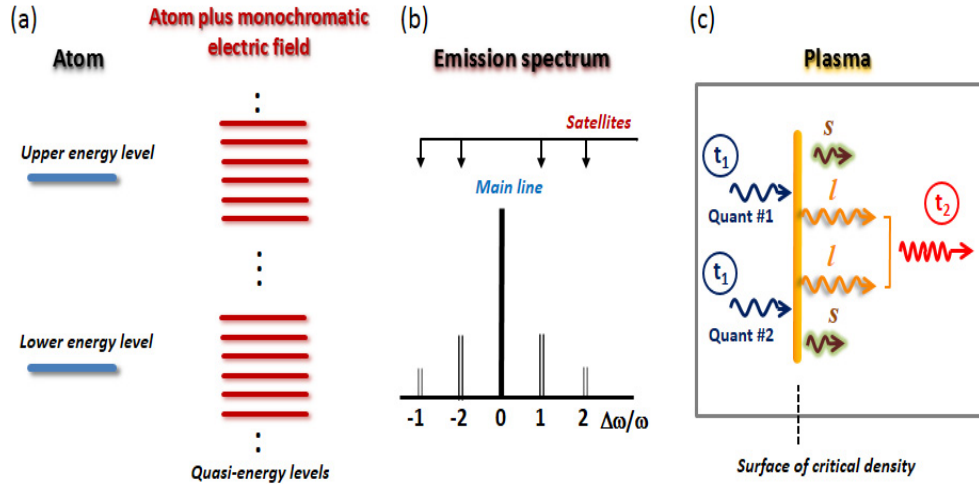 (a)
Atom
Atom plus monochromatic
electric field
Upper energy level
Lower energy level
Quasi-energy levels
(b)
Emission spectrum
Satellites
Main line
-1 -2 0 1 2 Δω/ω
(c)
Plasma
s
t1
l
Quant #1
t2
t1
l
Quant #2
s
Surface of critical density